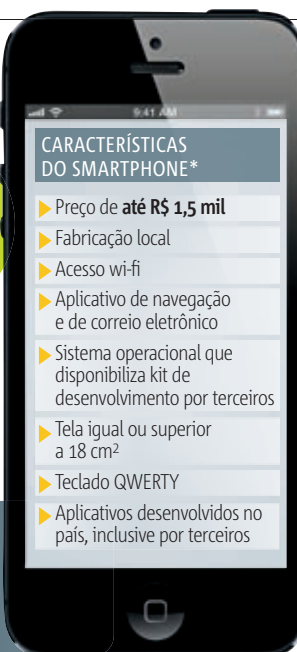 9:41 AM
CARACTERÍSTICAS
DO SMARTPHONE*
Preço de até R$ 1,5 mil
Fabricação local
Acesso wi-fi
Aplicativo de navegação
e de correio eletrônico
Sistema operacional que
disponibiliza kit de
desenvolvimento por terceiros
Tela igual ou superior
a 18 cm²
Teclado QWERTY
Aplicativos desenvolvidos no
país, inclusive por terceiros